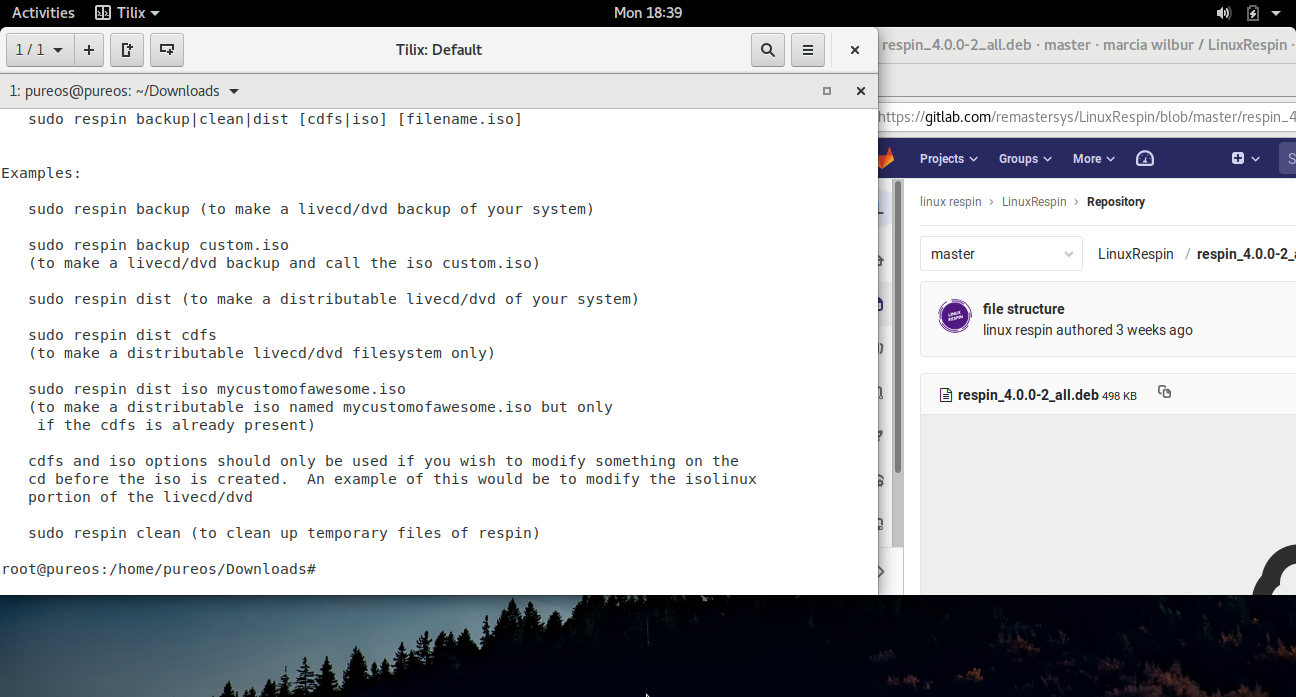 Activities Tilix Mon 18:39
1 / 1 Tilix: Default
respin_4.0.0-2_all.deb · master · marcia wilbur / LinuxRespin ·
1: pureos@pureos: ~/Downloads
https://gitlab.com/remastersys/LinuxRespin/blob/master/respin_4
sudo respin backup|clean|dist [cdfs|iso] [filename.iso]
Examples:
sudo respin backup (to make a livecd/dvd backup of your system)
sudo respin backup custom.iso
(to make a livecd/dvd backup and call the iso custom.iso)
sudo respin dist (to make a distributable livecd/dvd of your system)
sudo respin dist cdfs
(to make a distributable livecd/dvd filesystem only)
sudo respin dist iso mycustomofawesome.iso
(to make a distributable iso named mycustomofawesome.iso but only
if the cdfs is already present)
cdfs and iso options should only be used if you wish to modify something on the
cd before the iso is created.  An example of this would be to modify the isolinux
portion of the livecd/dvd
sudo respin clean (to clean up temporary files of respin)
root@pureos:/home/pureos/Downloads#
Projects Groups More
linux respin › LinuxRespin › Repository
master LinuxRespin / respin_4.0.0-2_
LINUX
RESPIN
file structure
linux respin authored 3 weeks ago
respin_4.0.0-2_all.deb 498 KB